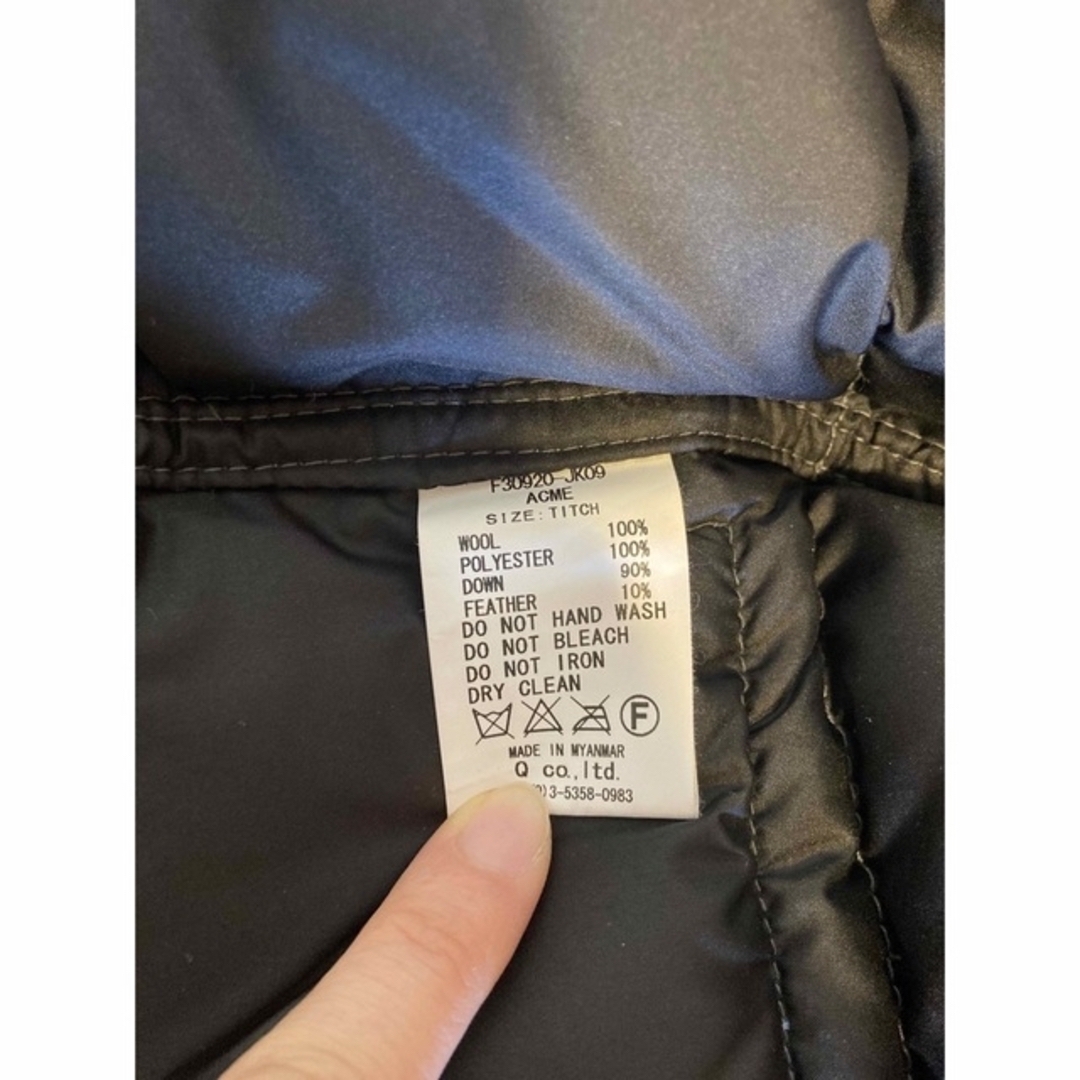 F30920-JK09
ACME
SIZE:TITCH
WOOL 100%
POLYESTER 100%
DOWN 90%
FEATHER 10%
DO NOT HAND WASH
DO NOT BLEACH
DO NOT IRON
DRY CLEAN
F
MADE IN MYANMAR
Q co.,ltd.
3-5358-0983